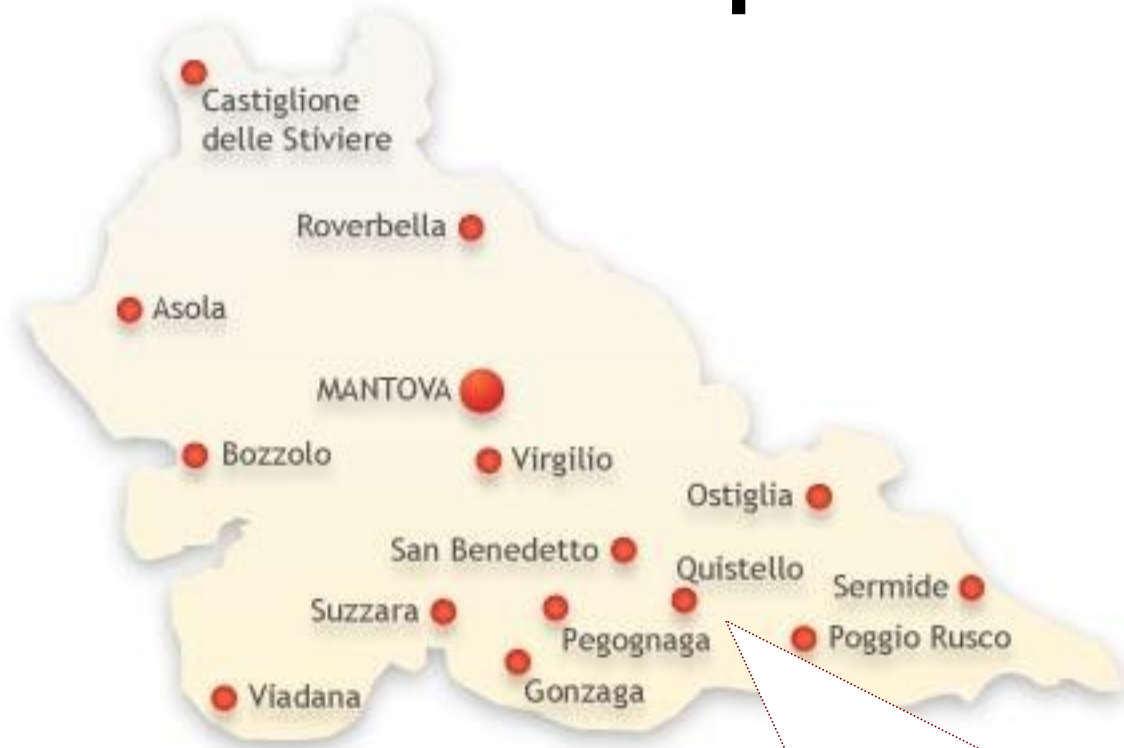 Castiglione
delle Stiviere
Roverbella
Asola
MANTOVA
Bozzolo
Virgilio
Ostiglia
San Benedetto
Quistello
Sermide
Suzzara
Pegognaga
Poggio Rusco
Gonzaga
Viadana